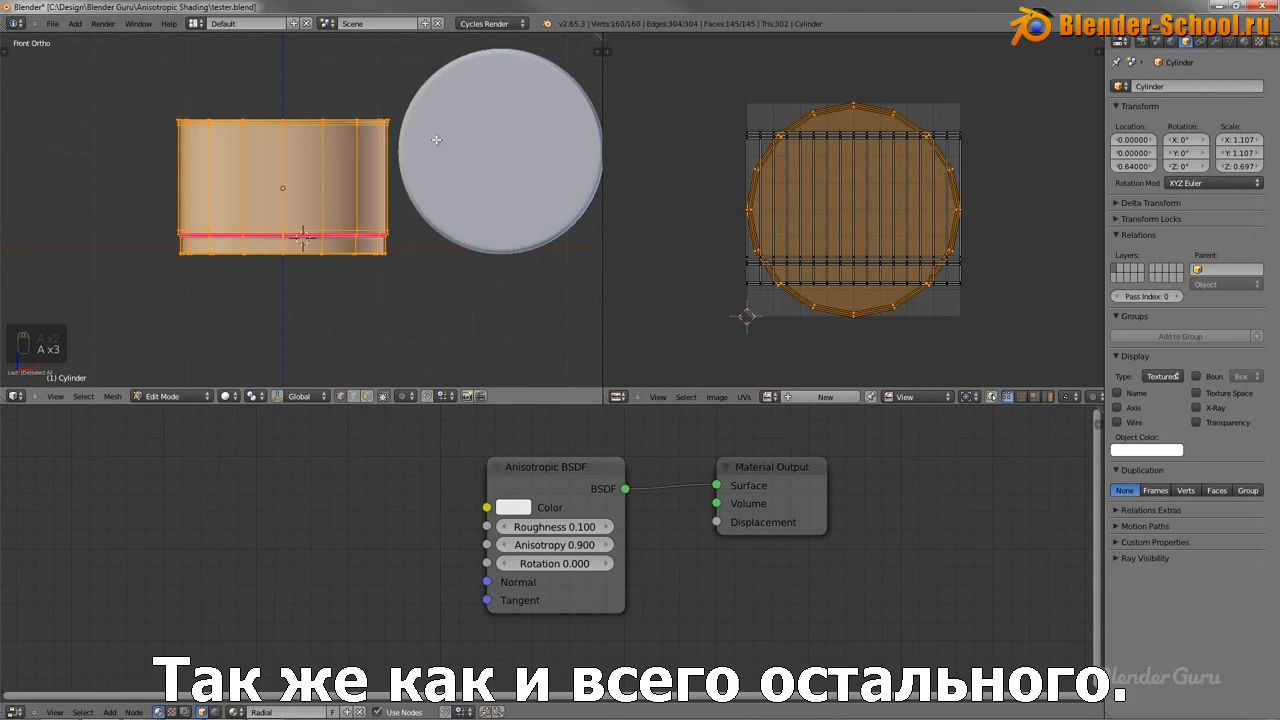 Blender* [C:\Design\Blender Guru\Anisotropic Shading\tester.blend]
File Add Render Window Help Default Scene Cycles Render v2.65.3 | Verts:160/160 | Edges:304/304 | Faces:145/145 | Tris:302 | Cylinder
Blender-School.ru
Front Ortho
Cylinder
Cylinder
Transform
Location: Rotation: Scale:
0.00000 X: 0° X: 1.107
0.00000 Y: 0° Y: 1.107
0.64000 Z: 0° Z: 0.697
Rotation Mod XYZ Euler
Delta Transform
Transform Locks
Relations
Layers: Parent:
Object
Pass Index: 0
Groups
Add to Group
Display
Type: Textured Boun Box
Name Texture Space
Axis X-Ray
Wire Transparency
Object Color:
Duplication
None Frames Verts Faces Group
Relations Extras
Motion Paths
Custom Properties
Ray Visibility
A x2
A x3
(1) Cylinder
View Select Mesh Edit Mode Global
View Select Image UVs New View
Anisotropic BSDF
BSDF
Color
Roughness 0.100
Anisotropy 0.900
Rotation 0.000
Normal
Tangent
Material Output
Surface
Volume
Displacement
Так же как и всего остального.
Blender Guru
View Select Add Node Radial F Use Nodes